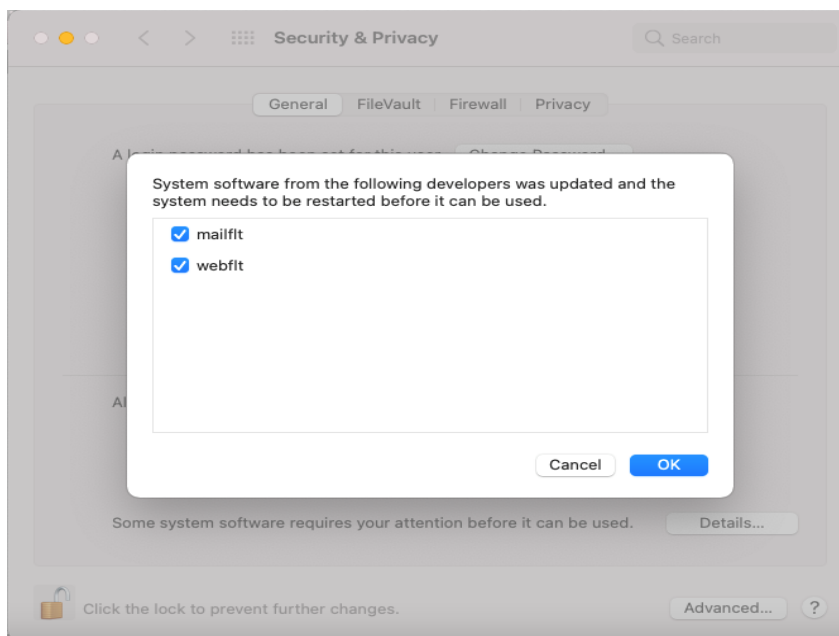 Security & Privacy
Search
General FileVault Firewall Privacy
System software from the following developers was updated and the
system needs to be restarted before it can be used.
mailflt
webflt
Cancel OK
Some system software requires your attention before it can be used. Details...
Click the lock to prevent further changes. Advanced... ?